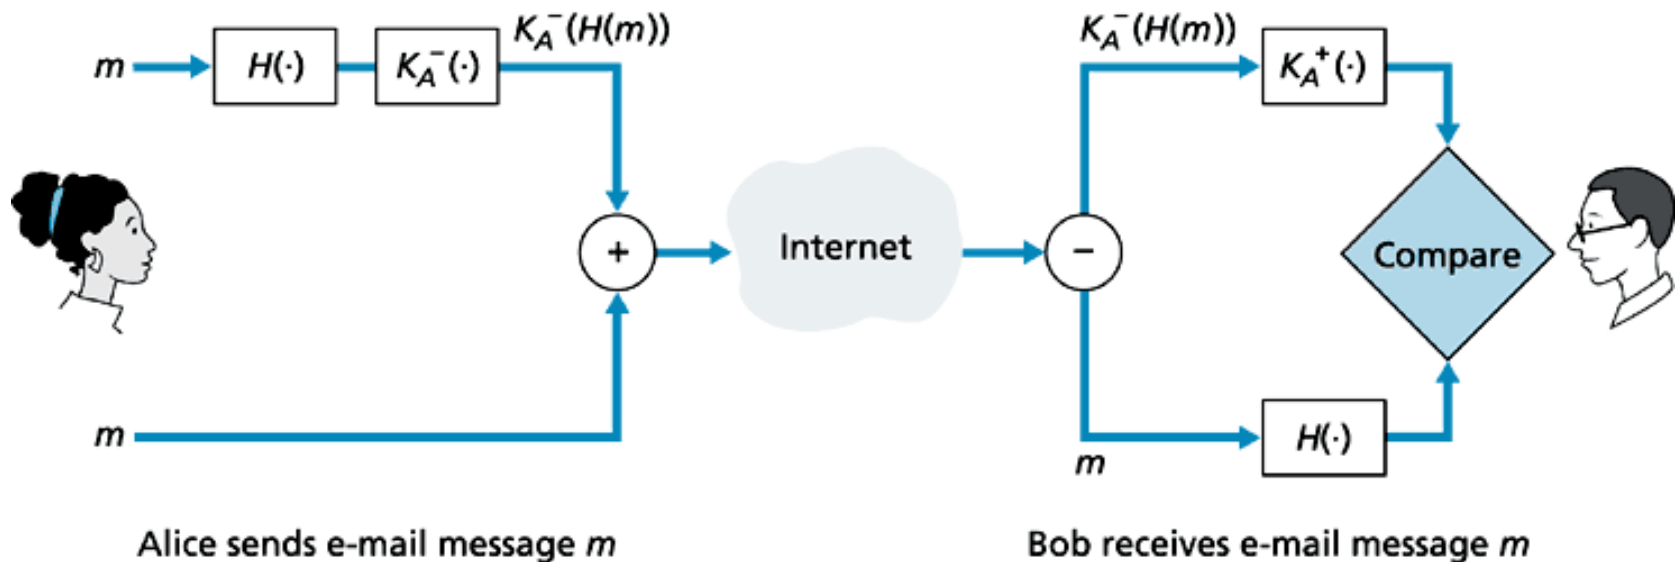 m
H(·)
K_A^-(·)
K_A^-(H(m))
K_A^-(H(m))
K_A^+(·)
+
Internet
−
Compare
m
m
H(·)
Alice sends e-mail message m
Bob receives e-mail message m